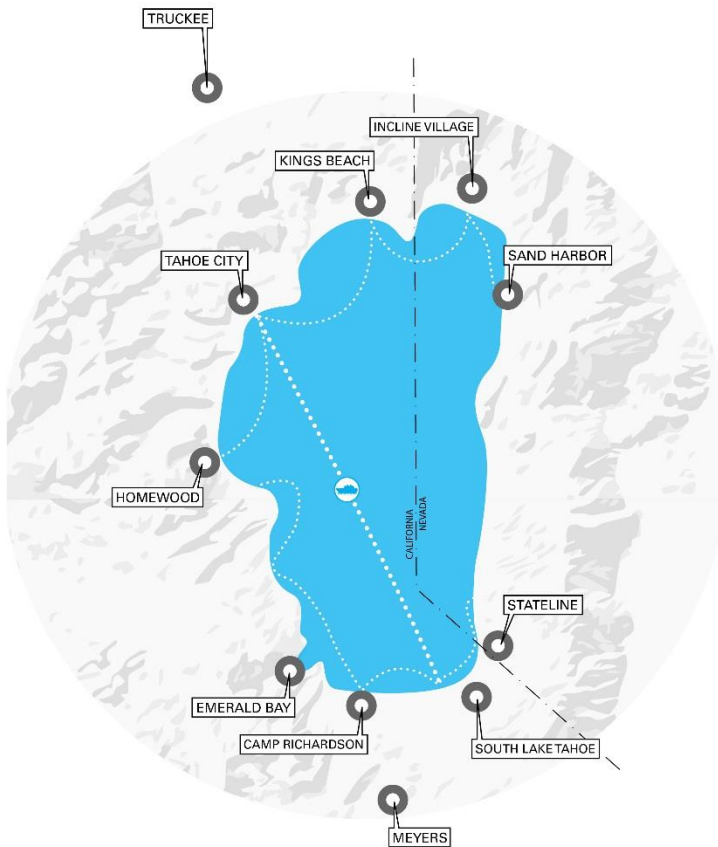 TRUCKEE
INCLINE VILLAGE
KINGS BEACH
SAND HARBOR
TAHOE CITY
HOMEWOOD
CALIFORNIA
NEVADA
STATELINE
EMERALD BAY
CAMP RICHARDSON
SOUTH LAKE TAHOE
MEYERS